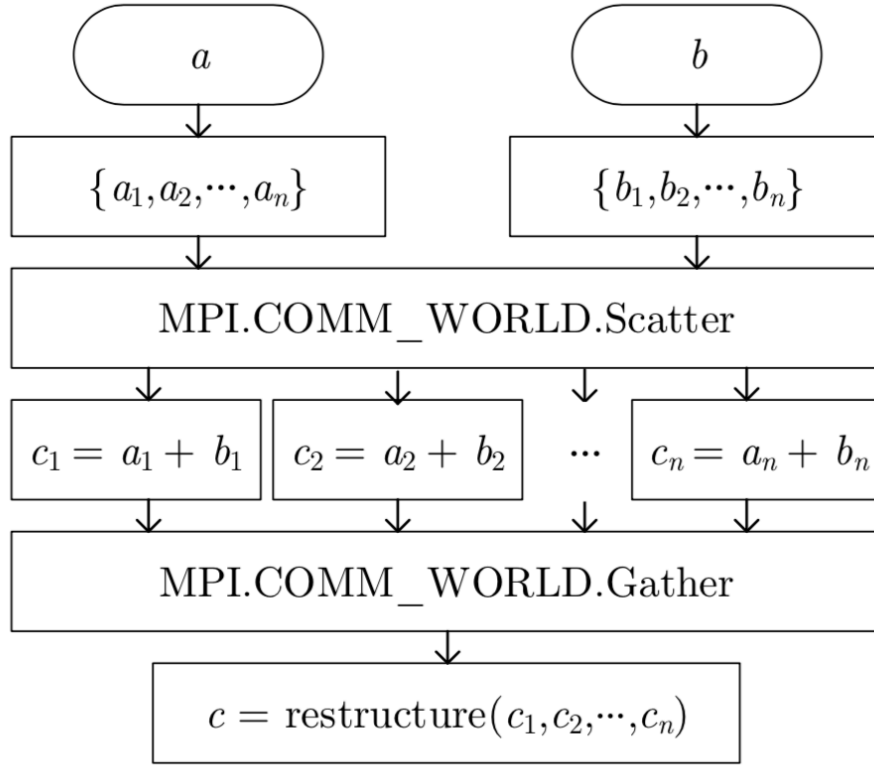 a
b
{a₁,a₂,⋯,aₙ}
{b₁,b₂,⋯,bₙ}
MPI.COMM_WORLD.Scatter
c₁ = a₁ + b₁
c₂ = a₂ + b₂
⋯
cₙ = aₙ + bₙ
MPI.COMM_WORLD.Gather
c = restructure(c₁,c₂,⋯,cₙ)